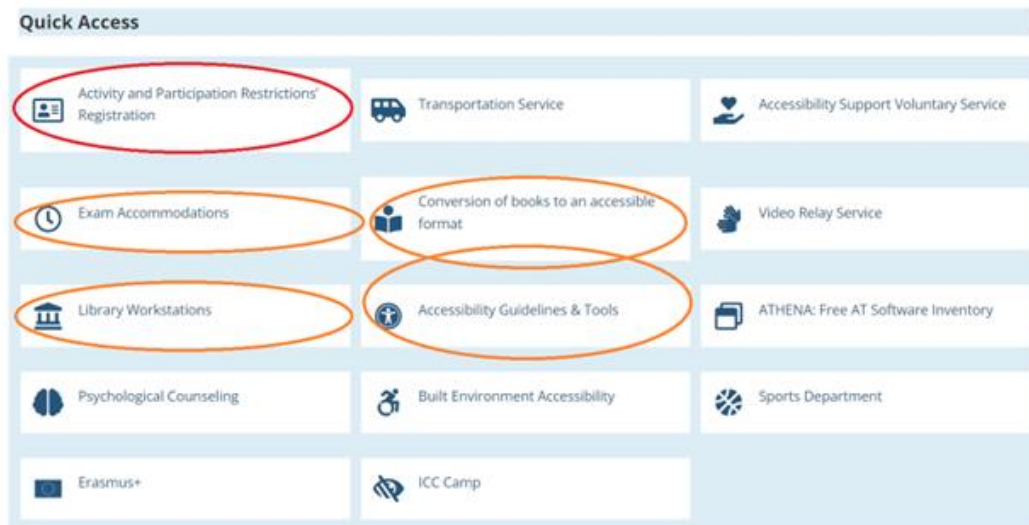 Quick Access
Activity and Participation Restrictions'
Registration
Transportation Service
Accessibility Support Voluntary Service
Exam Accommodations
Conversion of books to an accessible
format
Video Relay Service
Library Workstations
Accessibility Guidelines & Tools
ATHENA: Free AT Software Inventory
Psychological Counseling
Built Environment Accessibility
Sports Department
Erasmus+
ICC Camp